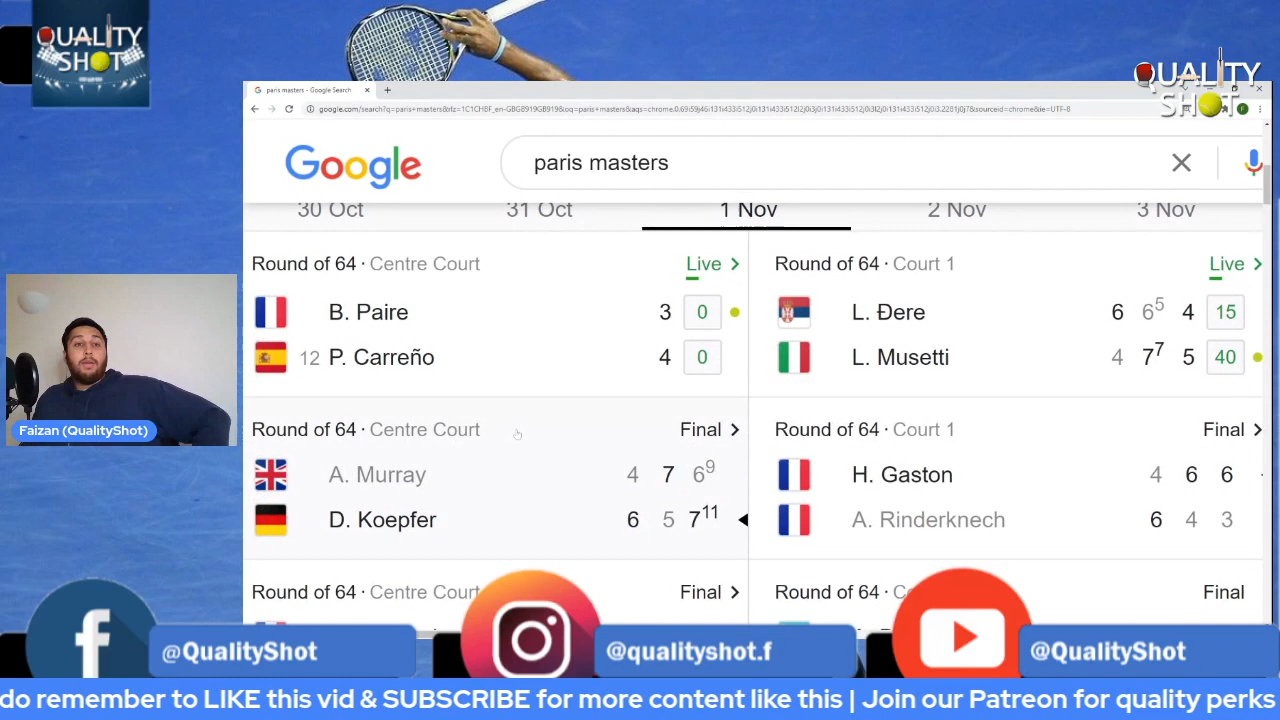 QUALITY
SHOT
QUALITY
SHOT
paris masters - Google Search
Google
paris masters
30 Oct 31 Oct 1 Nov 2 Nov 3 Nov
Round of 64 · Centre Court Live
B. Paire 3 0
12 P. Carreño 4 0
Round of 64 · Court 1 Live
L. Đere 6 6⁵ 4 15
L. Musetti 4 7⁷ 5 40
Round of 64 · Centre Court Final
A. Murray 4 7 6⁹
D. Koepfer 6 5 7¹¹
Round of 64 · Court 1 Final
H. Gaston 4 6 6
A. Rinderknech 6 4 3
Round of 64 · Centre Court Final
Round of 64 · Final
Faizan (QualityShot)
@QualityShot
@qualityshot.f
@QualityShot
do remember to LIKE this vid & SUBSCRIBE for more content like this | Join our Patreon for quality perks